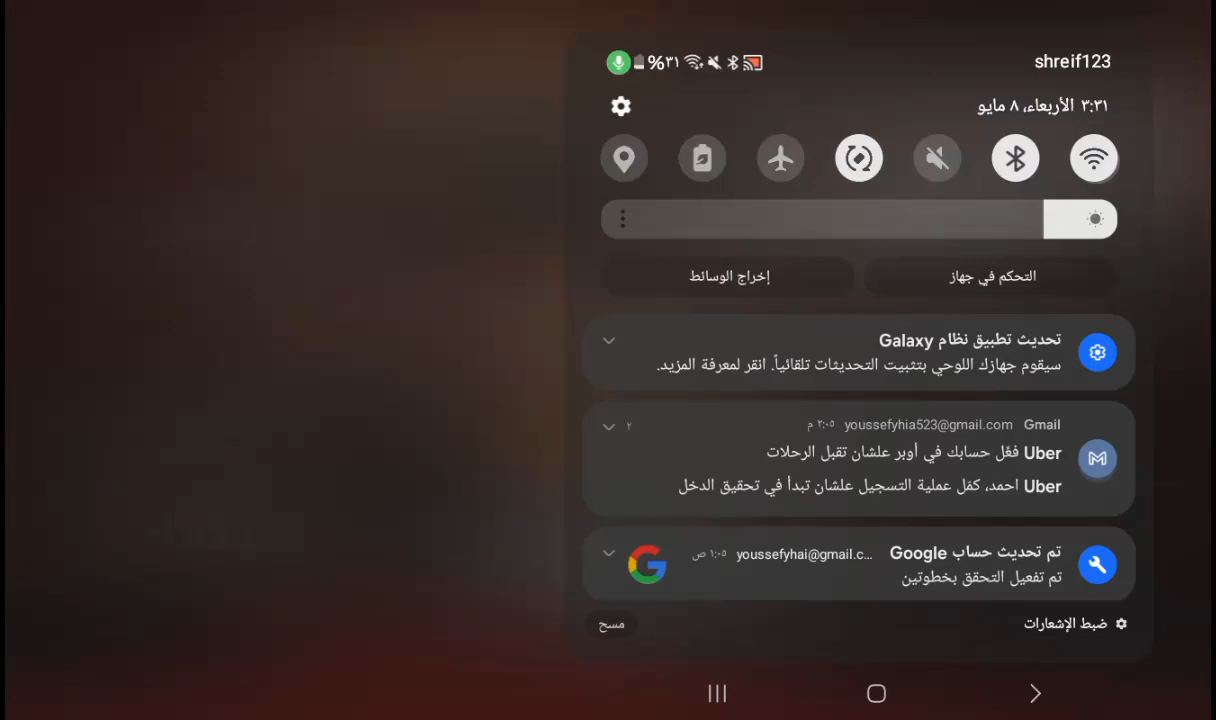 shreif123
٣١%
٣:٣١ الأربعاء، ٨ مايو
التحكم في جهاز
إخراج الوسائط
تحديث تطبيق نظام Galaxy
سيقوم جهازك اللوحي بتثبيت التحديثات تلقائياً. انقر لمعرفة المزيد.
Gmail youssefyhia523@gmail.com ٢:٠٥ م
٢
Uber فعّل حسابك في أوبر علشان تقبل الرحلات
Uber احمد، كمّل عملية التسجيل علشان تبدأ في تحقيق الدخل
تم تحديث حساب Google youssefyhai@gmail.c... ١:٠٥ ص
تم تفعيل التحقق بخطوتين
ضبط الإشعارات
مسح